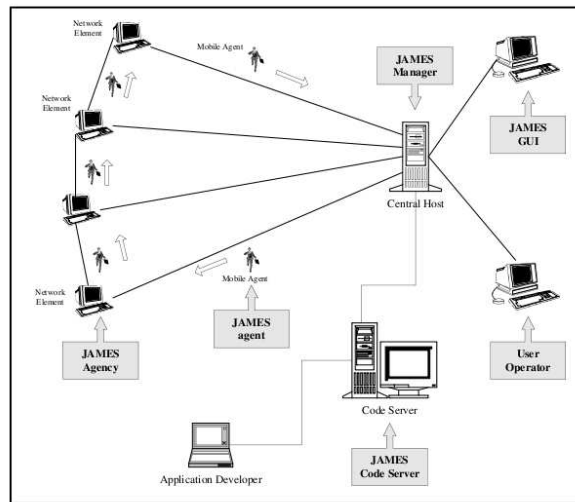 Network
Element
Mobile Agent
JAMES
Manager
Network
Element
JAMES
GUI
Central Host
Network
Element
Mobile Agent
JAMES
Agency
JAMES
agent
User
Operator
Code Server
Application Developer
JAMES
Code Server